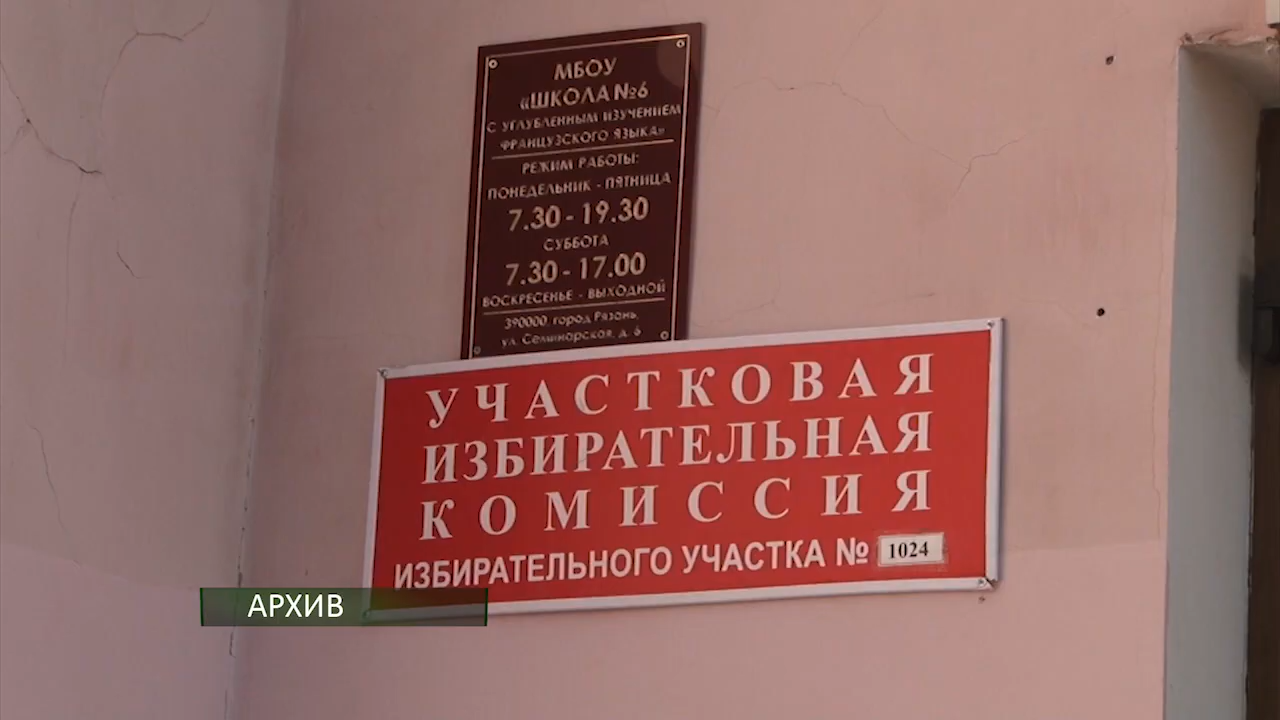 МБОУ
«ШКОЛА №6
С УГЛУБЛЕННЫМ ИЗУЧЕНИЕМ
ФРАНЦУЗСКОГО ЯЗЫКА»
РЕЖИМ РАБОТЫ:
ПОНЕДЕЛЬНИК - ПЯТНИЦА
7.30 - 19.30
СУББОТА
7.30 - 17.00
ВОСКРЕСЕНЬЕ - ВЫХОДНОЙ
390000, город Рязань,
ул. Семинарская, д. 6
УЧАСТКОВАЯ
ИЗБИРАТЕЛЬНАЯ
КОМИССИЯ
ИЗБИРАТЕЛЬНОГО УЧАСТКА № 1024
АРХИВ